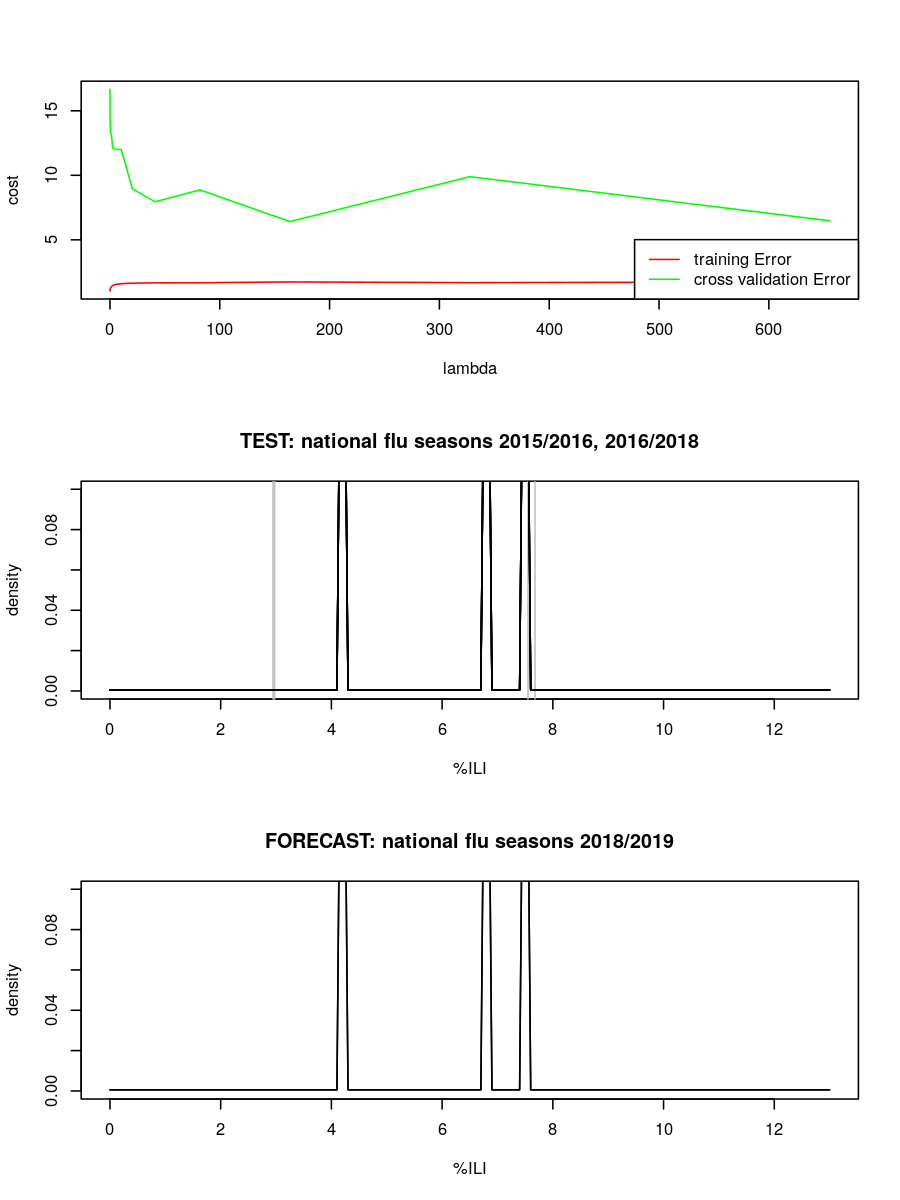 15
10
5
cost
training Error
cross validation Error
0 100 200 300 400 500 600
lambda
TEST: national flu seasons 2015/2016, 2016/2018
0.08
0.04
0.00
density
0 2 4 6 8 10 12
%ILI
FORECAST: national flu seasons 2018/2019
0.08
0.04
0.00
density
0 2 4 6 8 10 12
%ILI